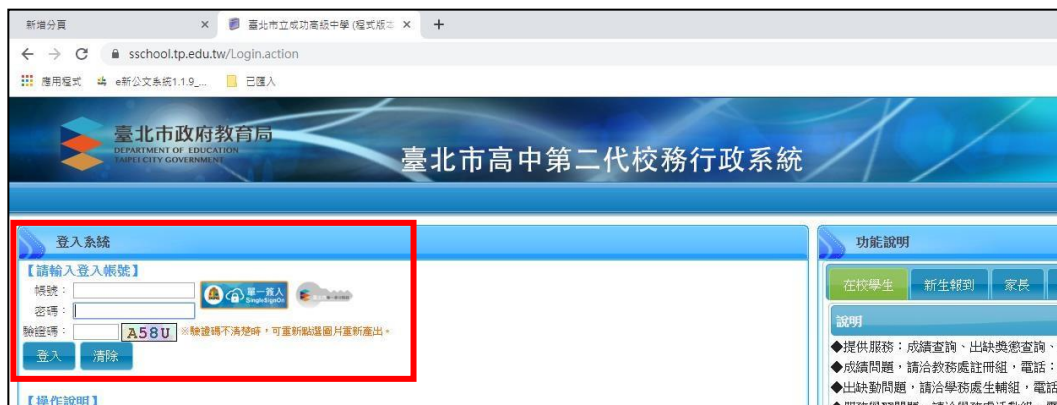 新增分頁
臺北市立成功高級中學 (程式版本
sschool.tp.edu.tw/Login.action
應用程式
e新公文系統1.1.9_...
已匯入
臺北市政府教育局
DEPARTMENT OF EDUCATION
TAIPEI CITY GOVERNMENT
臺北市高中第二代校務行政系統
登入系統
【請輸入登入帳號】
帳號：
單一簽入
SingleSignOn
密碼：
驗證碼：
A58U
※驗證碼不清楚時，可重新點選圖片重新產出。
登入
清除
【操作說明】
功能說明
在校學生
新生報到
家長
說明
◆提供服務：成績查詢、出缺獎懲查詢、
◆成績問題，請洽教務處註冊組，電話：
◆出缺勤問題，請洽學務處生輔組，電話